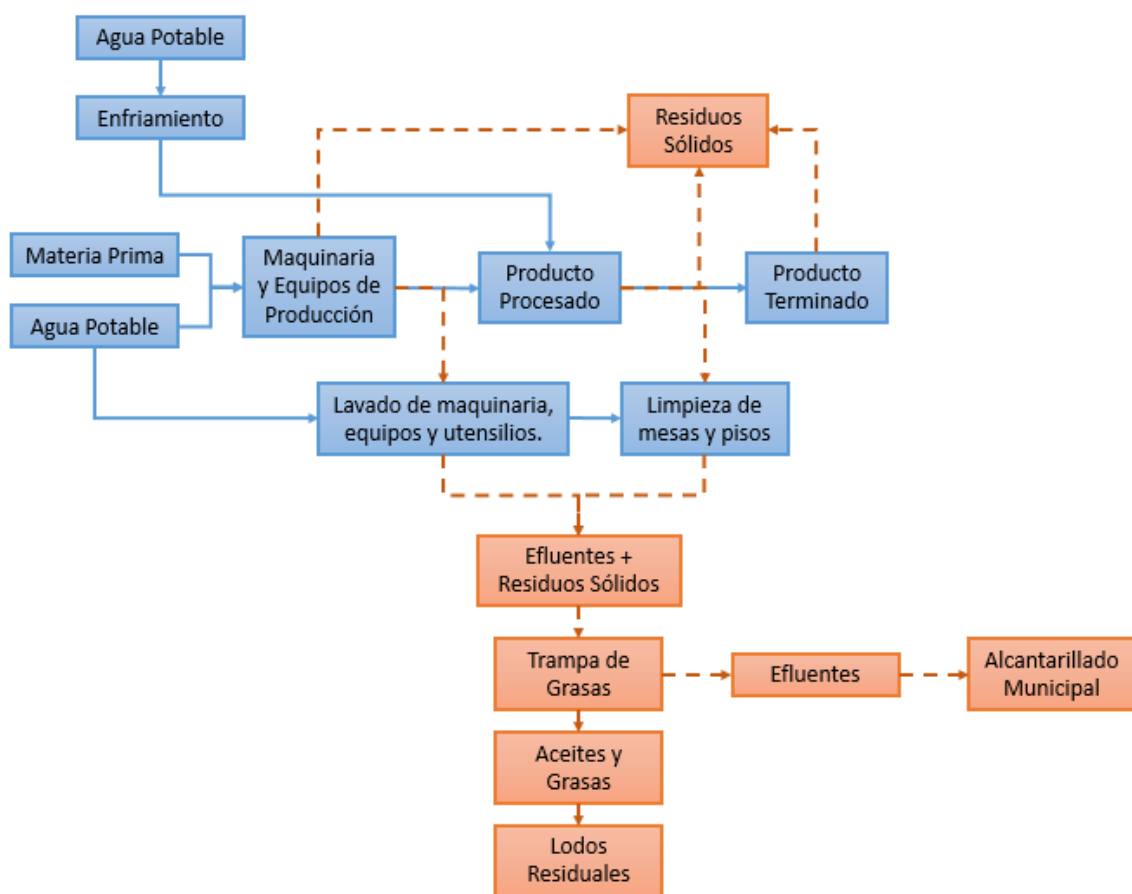 Agua Potable
Enfriamiento
Residuos
Sólidos
Materia Prima
Agua Potable
Maquinaria
y Equipos de
Producción
Producto
Procesado
Producto
Terminado
Lavado de maquinaria,
equipos y utensilios.
Limpieza de
mesas y pisos
Efluentes +
Residuos Sólidos
Trampa de
Grasas
Efluentes
Alcantarillado
Municipal
Aceites y
Grasas
Lodos
Residuales